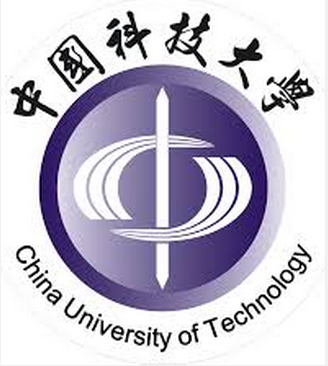 中國科技大學
China University of Technology